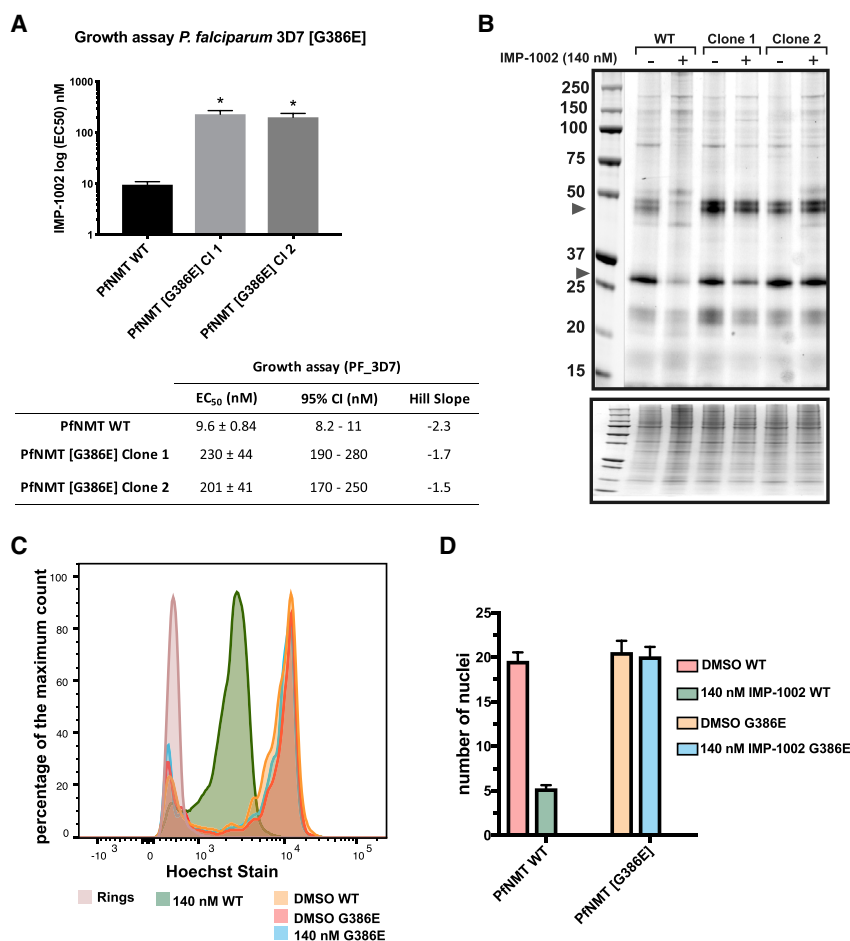 A
Growth assay P. falciparum 3D7 [G386E]
IMP-1002 log (EC50) nM
1000
100
10
1
*
*
PfNMT WT
PfNMT [G386E] Cl 1
PfNMT [G386E] Cl 2
Growth assay (PF_3D7)
EC50 (nM) 95% CI (nM) Hill Slope
PfNMT WT 9.6 ± 0.84 8.2 - 11 -2.3
PfNMT [G386E] Clone 1 230 ± 44 190 - 280 -1.7
PfNMT [G386E] Clone 2 201 ± 41 170 - 250 -1.5
B
WT Clone 1 Clone 2
IMP-1002 (140 nM) - + - + - +
250
150
100
75
50
37
25
20
15
C
percentage of the maximum count
100
80
60
40
20
0
-10 3 0 10 3 10 4 10 5
Hoechst Stain
Rings
140 nM WT
DMSO WT
DMSO G386E
140 nM G386E
D
number of nuclei
25
20
15
10
5
0
PfNMT WT
PfNMT [G386E]
DMSO WT
140 nM IMP-1002 WT
DMSO G386E
140 nM IMP-1002 G386E